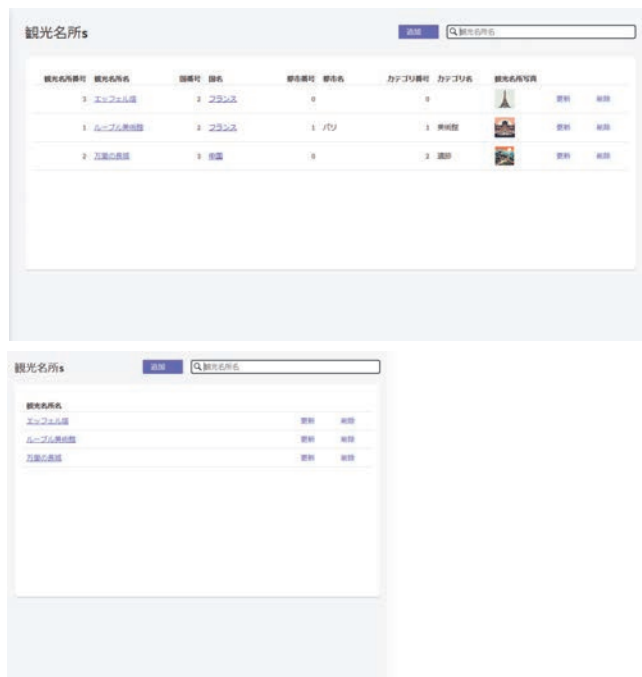 観光名所s 追加 観光名所名
観光名所番号 観光名所名 国番号 国名 都市番号 都市名 カテゴリ番号 カテゴリ名 観光名所写真
3 エッフェル塔 2 フランス 0 0 更新 削除
1 ルーブル美術館 2 フランス 1 パリ 1 美術館 更新 削除
2 万里の長城 3 中国 0 2 遺跡 更新 削除
観光名所s 追加 観光名所名
観光名所名
エッフェル塔 更新 削除
ルーブル美術館 更新 削除
万里の長城 更新 削除